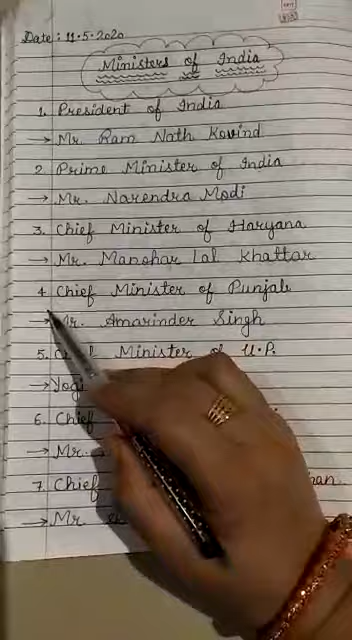 Date : 11.5.2020
Ministers of India
1. President of India
→ Mr. Ram Nath Kovind
2. Prime Minister of India
→ Mr. Narendra Modi
3. Chief Minister of Haryana
→ Mr. Manohar Lal Khattar
4. Chief Minister of Punjab
→ Mr. Amarinder Singh
5. Minister of U.P.
→ Yogi
6. Chief
→ Mr.
7. Chief
→ Mr